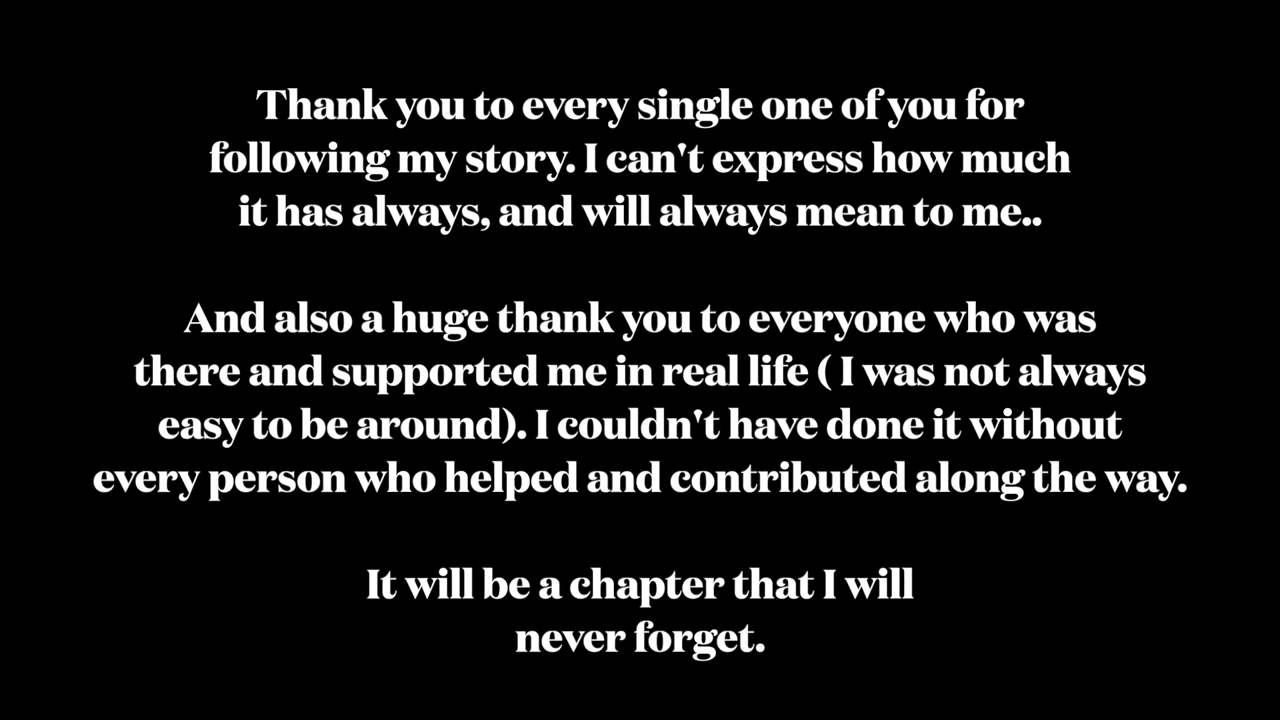 Thank you to every single one of you for
following my story. I can't express how much
it has always, and will always mean to me..
And also a huge thank you to everyone who was
there and supported me in real life ( I was not always
easy to be around). I couldn't have done it without
every person who helped and contributed along the way.
It will be a chapter that I will
never forget.